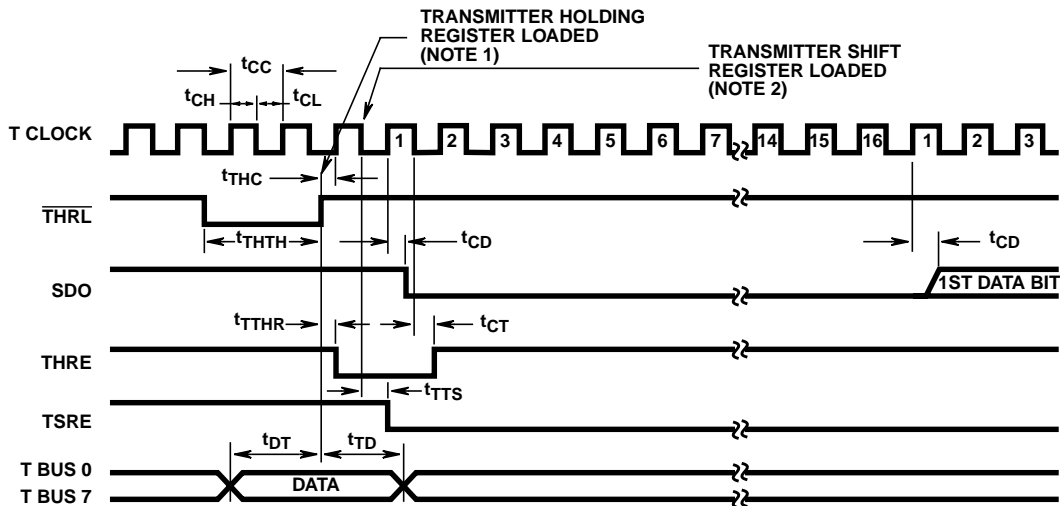 TRANSMITTER HOLDING
REGISTER LOADED
(NOTE 1)
TRANSMITTER SHIFT
REGISTER LOADED
(NOTE 2)
tCC
tCH
tCL
T CLOCK
1
2
3
4
5
6
7
14
15
16
1
2
3
tTHC
THRL
tTHTH
tCD
tCD
SDO
1ST DATA BIT
tTTHR
tCT
THRE
tTTS
TSRE
tDT
tTD
T BUS 0
DATA
T BUS 7